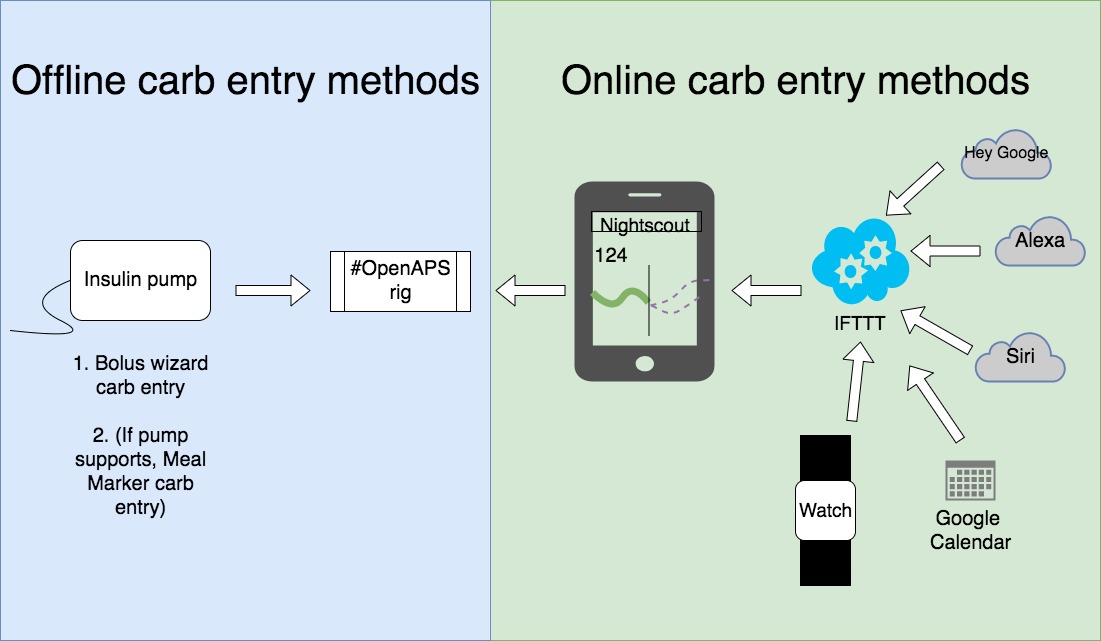 Offline carb entry methods
Online carb entry methods
Insulin pump
1. Bolus wizard
carb entry
2. (If pump
supports, Meal
Marker carb
entry)
#OpenAPS
rig
Nightscout
124
IFTTT
Hey Google
Alexa
Siri
Watch
Google
Calendar